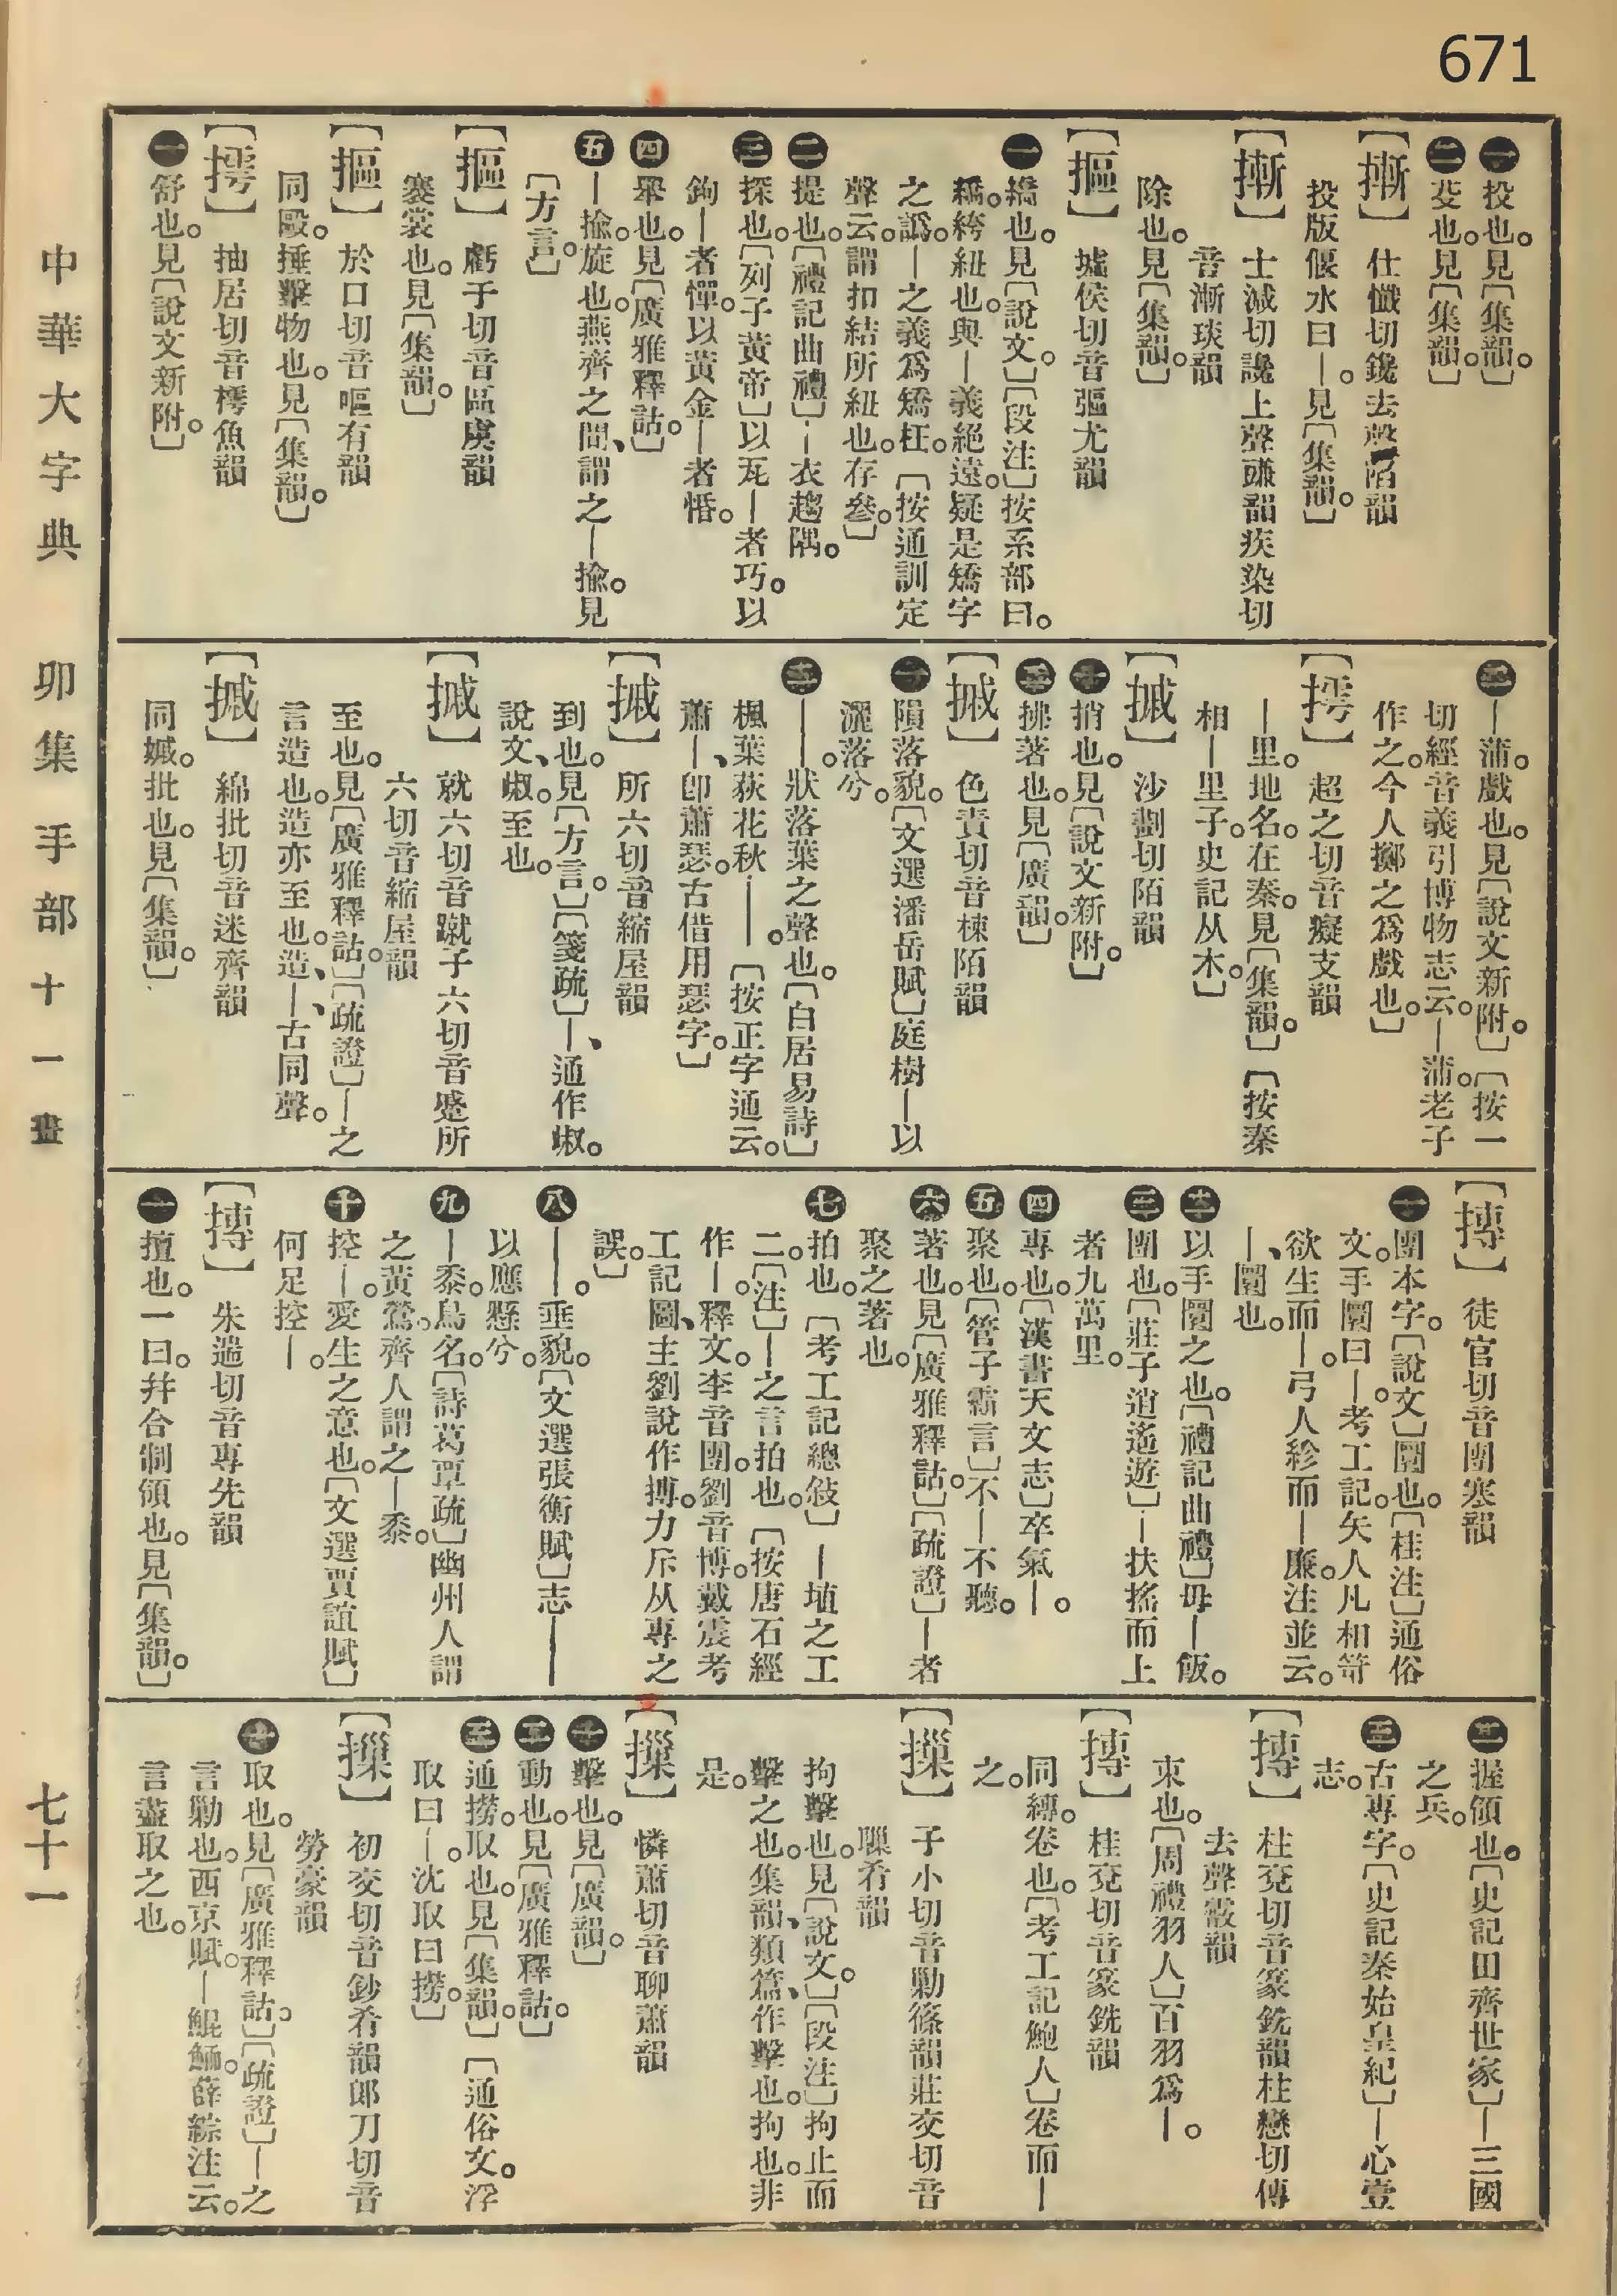 671
㊀投也。見〔集韻。〕
㊁芟也。見〔集韻。〕
〔摲〕仕懺切鑱去聲陷韻
投版偃水曰—。見〔集韻。〕
〔摲〕士減切讒上聲豏韻疾染切
音漸琰韻
除也。見〔集韻。〕
〔摳〕墟侯切音彄尤韻
㊀繑也。見〔說文。〕〔段注〕按系部曰。
繑。絝紐也。與—義絕遠。疑是矯字
之譌。—之義爲矯枉。〔按通訓定
聲云。謂扣結所紐也。存參。〕
㊁提也。〔禮記曲禮〕—衣趨隅。
㊂探也。〔列子黃帝〕以瓦—者巧。以
鉤—者憚。以黃金—者惛。
㊃舉也。見〔廣雅釋詁。〕
㊄—揄。旋也。燕齊之間、謂之—揄。見
〔方言。〕
〔摳〕虧于切音區虞韻
褰裳也。見〔集韻。〕
〔摳〕於口切音嘔有韻
同毆。捶擊物也。見〔集韻。〕
〔摴〕抽居切音樗魚韻
㊀舒也。見〔說文新附。〕
㊁—蒲。戲也。見〔說文新附。〕〔按一
切經音義引博物志云。—蒲。老子
作之。今人擲之爲戲也。〕
〔摴〕超之切音癡支韻
—里。地名。在秦。見〔集韻。〕〔按秦
相—里子。史記从木。〕
〔摵〕沙劃切陌韻
㊀捎也。見〔說文新附。〕
㊁拂著也。見〔廣韻。〕
〔摵〕色責切音棟陌韻
㊀隕落貌。〔文選潘岳賦〕庭樹—以
灑落兮。
㊁——。狀落葉之聲也。〔白居易詩〕
楓葉荻花秋——。〔按正字通云。
蕭—、卽蕭瑟。古借用瑟字。〕
〔摵〕所六切音縮屋韻
到也。見〔方言。〕〔箋疏〕—、通作㑐。
說文、㑐。至也。
〔摵〕就六切音蹴子六切音蹙所
六切音縮屋韻
至也。見〔廣雅釋詁。〕〔疏證〕—之
言造也。造亦至也。造、—、古同聲。
〔摵〕綿批切音迷齊韻
同搣。批也。見〔集韻。〕
〔摶〕徒官切音團寒韻
㊀團本字。〔說文〕圜也。〔桂注〕通俗
文。手團曰—。考工記。矢人凡相笴
欲生而—。弓人紾而—廉。注並云。
—、圜也。
㊁以手圜之也。〔禮記曲禮〕毋—飯。
㊂團也。〔莊子逍遙遊〕—扶搖而上
者九萬里。
㊃專也。〔漢書天文志〕卒氣—。
㊄聚也。〔管子霸言〕不—不聽。
㊅著也。見〔廣雅釋詁。〕〔疏證〕—者
聚之著也。
㊆拍也。〔考工記總敍〕—埴之工
二。〔注〕—之言拍也。〔按唐石經
作—。釋文。李音團。劉音博。戴震考
工記圖、主劉說作搏。力斥从專之
誤。〕
㊇——。垂貌。〔文選張衡賦〕志——
以應懸兮。
㊈—黍。鳥名。〔詩葛覃疏〕幽州人謂
之黃鶯。齊人謂之—黍。
㊉控—。愛生之意也。〔文選賈誼賦〕
何足控—。
〔摶〕朱遄切音專先韻
㊀擅也。一曰。幷合制領也。見〔集韻。〕
㊁握領也。〔史記田齊世家〕—三國
之兵。
㊂古專字。〔史記秦始皇紀〕—心壹
志。
〔摶〕柱兗切音篆銑韻柱戀切傳
去聲霰韻
束也。〔周禮羽人〕百羽爲—。
〔摶〕柱兗切音篆銑韻
同縳。卷也。〔考工記鮑人〕卷而—
之。
〔摷〕子小切音勦篠韻莊交切音
𦗔肴韻
拘擊也。見〔說文。〕〔段注〕拘止而
擊之也。集韻、類篇、作擊也。拘也。非
是。
〔摷〕憐蕭切音聊蕭韻
㊀擊也。見〔廣韻。〕
㊁動也。見〔廣雅釋詁。〕
㊂通撈。取也。見〔集韻。〕〔通俗文。浮
取曰—。沈取曰撈。〕
〔摷〕初交切音鈔肴韻郎刀切音
勞豪韻
㊀取也。見〔廣雅釋詁。〕〔疏證〕—之
言勦也。西京賦。—鯤鮞。薛綜注云。
言盡取之也。
中華大字典 卯集 手部 十一畫
七十一